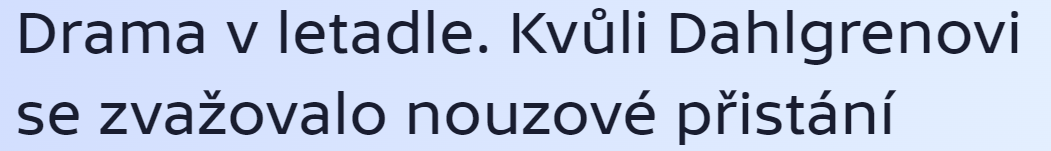 Drama v letadle. Kvůli Dahlgrenovi
se zvažovalo nouzové přistání